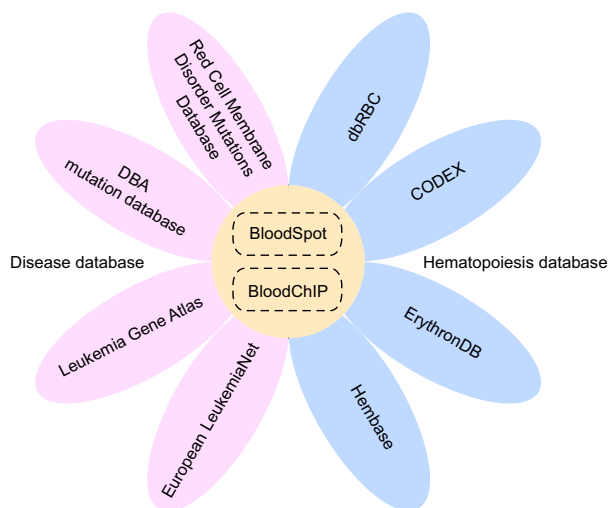 Red Cell Membrane
Disorder Mutations
Database
dbRBC
DBA
mutation database
CODEX
BloodSpot
Disease database
Hematopoiesis database
BloodChIP
Leukemia Gene Atlas
ErythronDB
European LeukemiaNet
Hembase